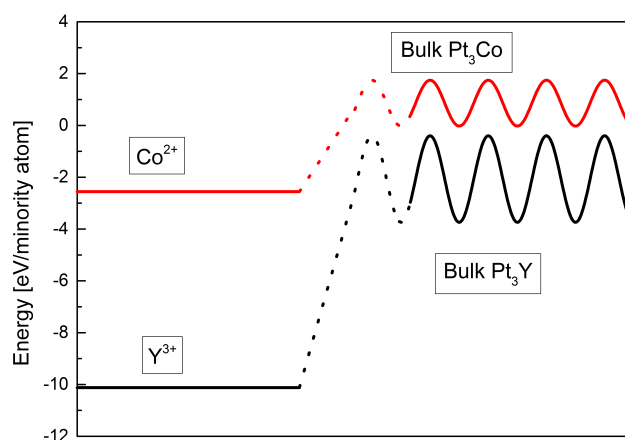 4
2
0
-2
-4
-6
-8
-10
-12
Energy [eV/minority atom]
Bulk Pt₃Co
Co²⁺
Bulk Pt₃Y
Y³⁺